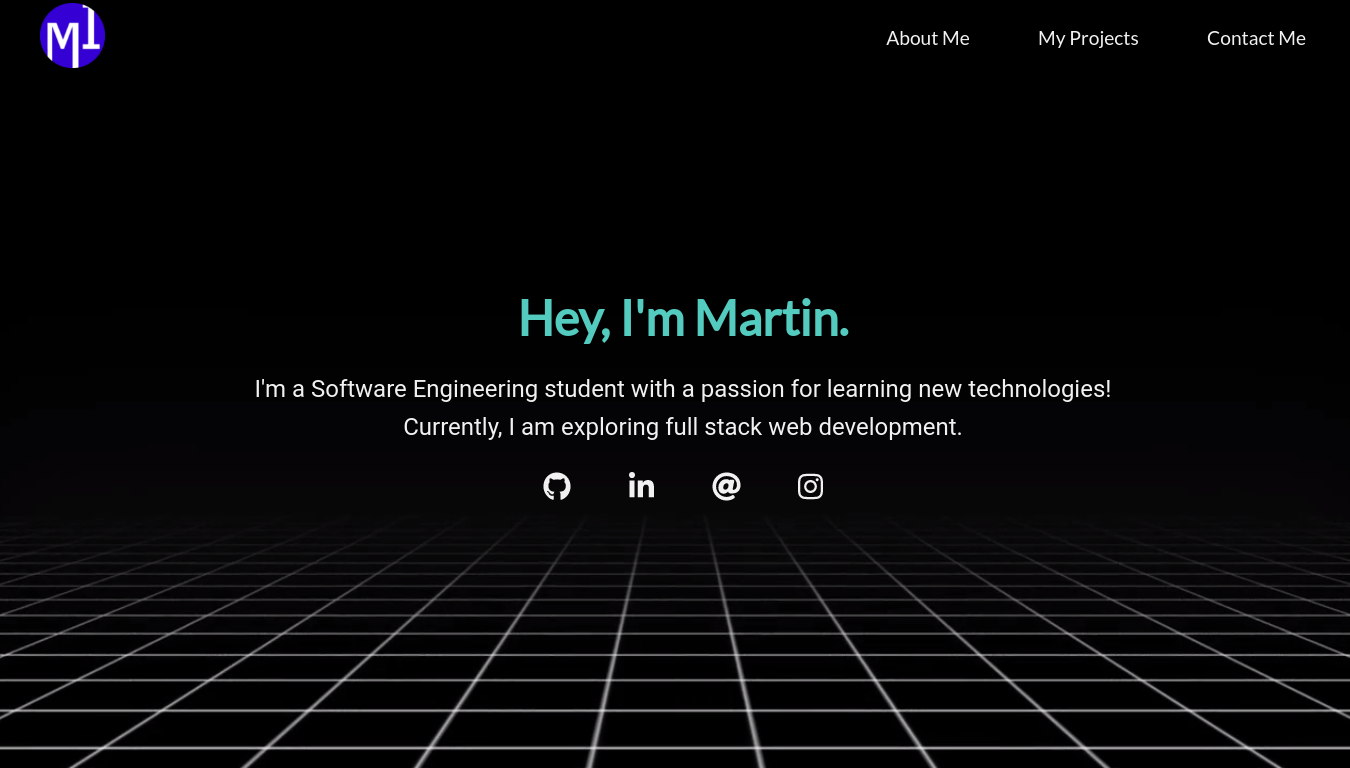 M1
About Me
My Projects
Contact Me
Hey, I'm Martin.
I'm a Software Engineering student with a passion for learning new technologies!
Currently, I am exploring full stack web development.
in
@